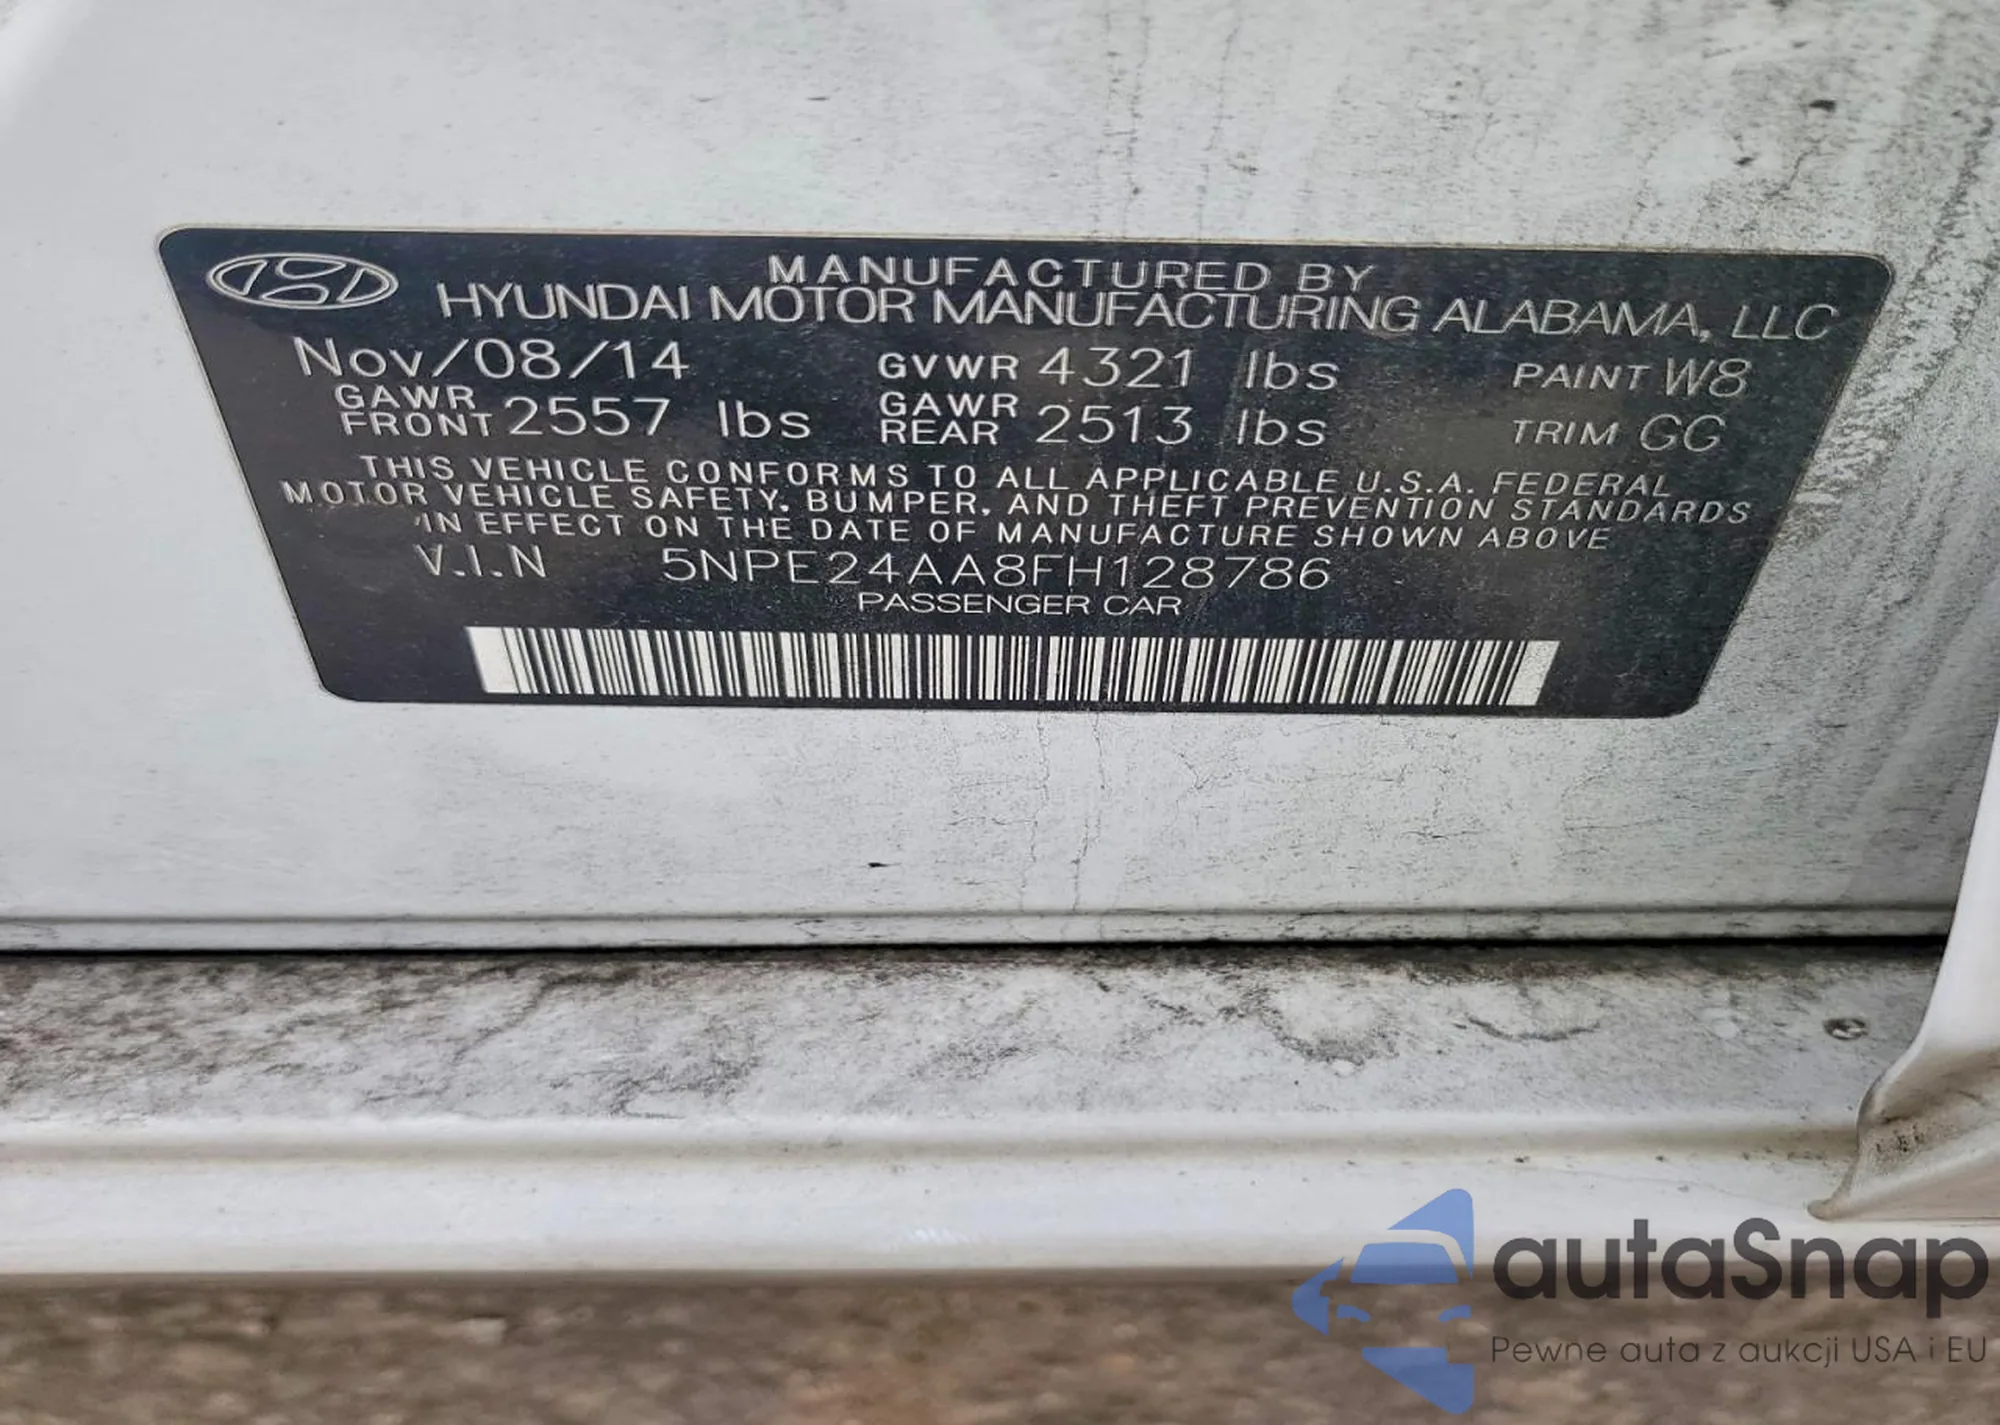 MANUFACTURED BY
HYUNDAI MOTOR MANUFACTURING ALABAMA, LLC
Nov/08/14 GVWR 4321 lbs PAINT W8
GAWR FRONT 2557 lbs GAWR REAR 2513 lbs TRIM GG
THIS VEHICLE CONFORMS TO ALL APPLICABLE U.S.A. FEDERAL
MOTOR VEHICLE SAFETY, BUMPER, AND THEFT PREVENTION STANDARDS
IN EFFECT ON THE DATE OF MANUFACTURE SHOWN ABOVE
V.I.N 5NPE24AA8FH128786
PASSENGER CAR
autaSnap
Pewne auta z aukcji USA i EU